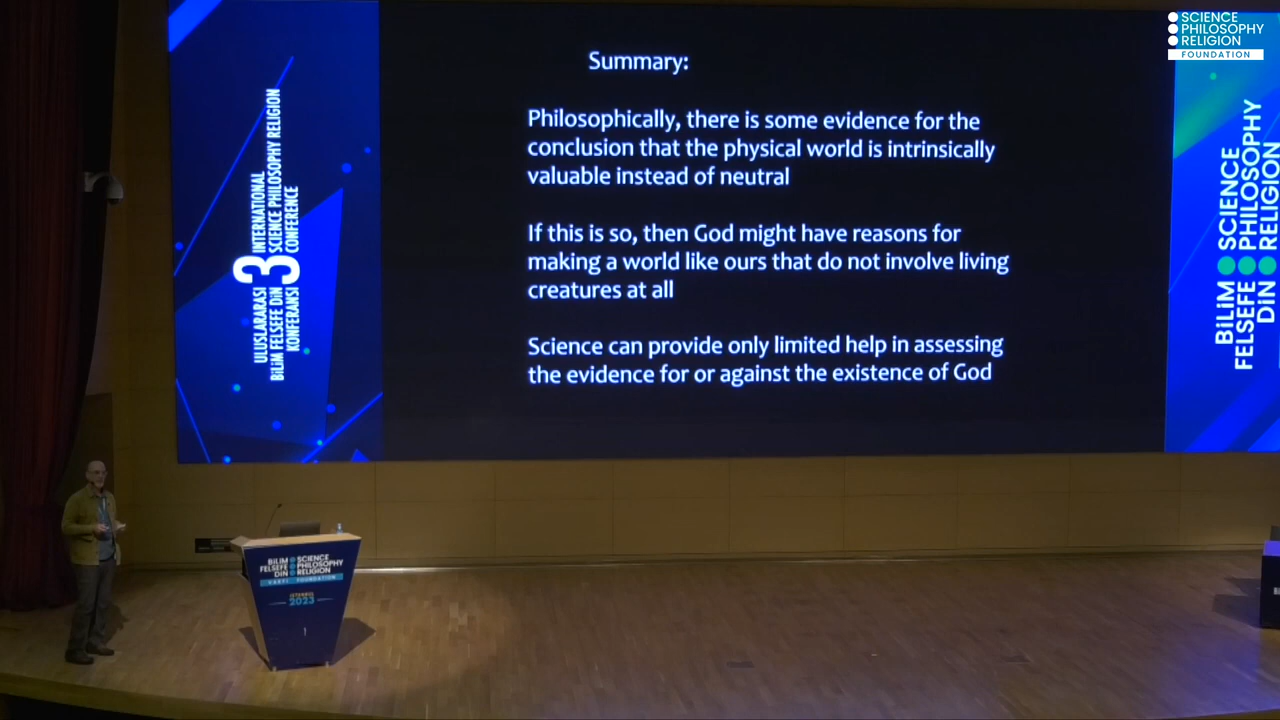 Summary:
Philosophically, there is some evidence for the
conclusion that the physical world is intrinsically
valuable instead of neutral
If this is so, then God might have reasons for
making a world like ours that do not involve living
creatures at all
Science can provide only limited help in assessing
the evidence for or against the existence of God
ULUSLARARASI
BİLİM FELSEFE DİN
KONFERANSI
3
INTERNATIONAL
SCIENCE PHILOSOPHY RELIGION
CONFERENCE
SCIENCE
PHILOSOPHY
RELIGION
FOUNDATION
BİLİM SCIENCE
FELSEFE PHILOSOPHY
DİN RELIGION
BİLİM SCIENCE
FELSEFE PHILOSOPHY
DİN RELIGION
VAKFI FOUNDATION
2023